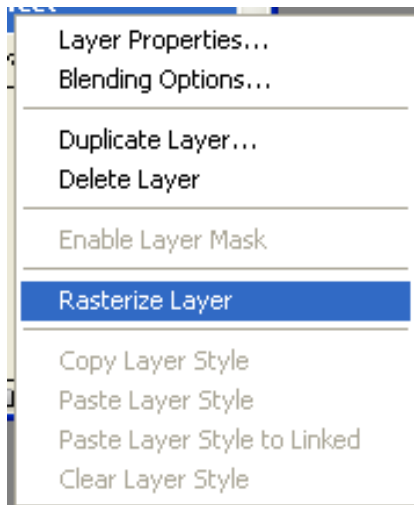 Layer Properties...
Blending Options...
Duplicate Layer...
Delete Layer
Enable Layer Mask
Rasterize Layer
Copy Layer Style
Paste Layer Style
Paste Layer Style to Linked
Clear Layer Style